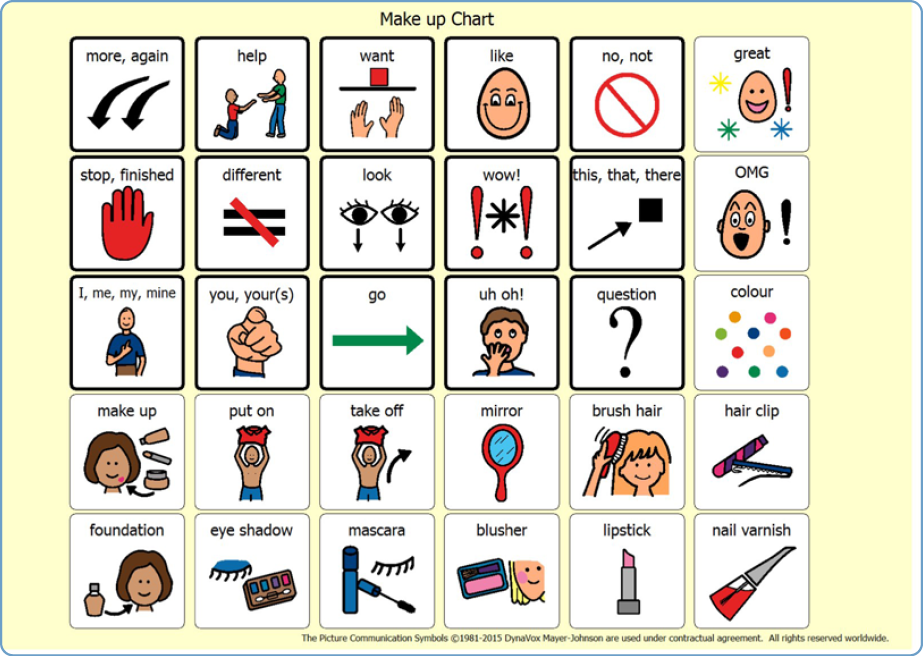 Make up Chart
more, again
help
want
like
no, not
great
stop, finished
different
look
wow!
this, that, there
OMG
I, me, my, mine
you, your(s)
go
uh oh!
question
colour
make up
put on
take off
mirror
brush hair
hair clip
foundation
eye shadow
mascara
blusher
lipstick
nail varnish
The Picture Communication Symbols ©1981-2015 DynaVox Mayer-Johnson are used under contractual agreement. All rights reserved worldwide.